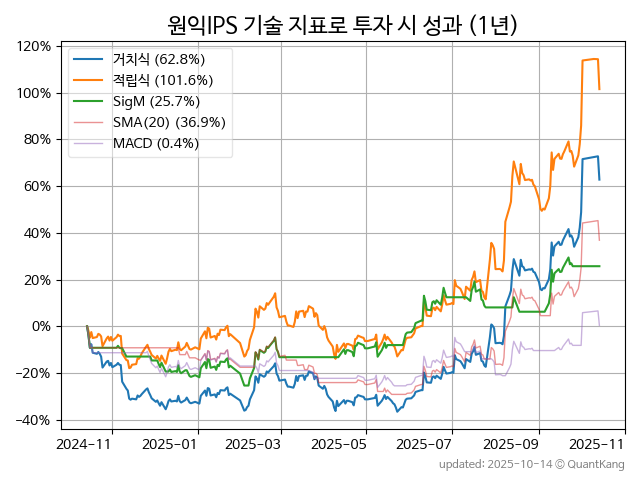 원익IPS 기술 지표로 투자 시 성과 (1년)
120%
100%
80%
60%
40%
20%
0%
−20%
−40%
거치식 (62.8%)
적립식 (101.6%)
SigM (25.7%)
SMA(20) (36.9%)
MACD (0.4%)
2024-11 2025-01 2025-03 2025-05 2025-07 2025-09 2025-11
updated: 2025-10-14 © QuantKang